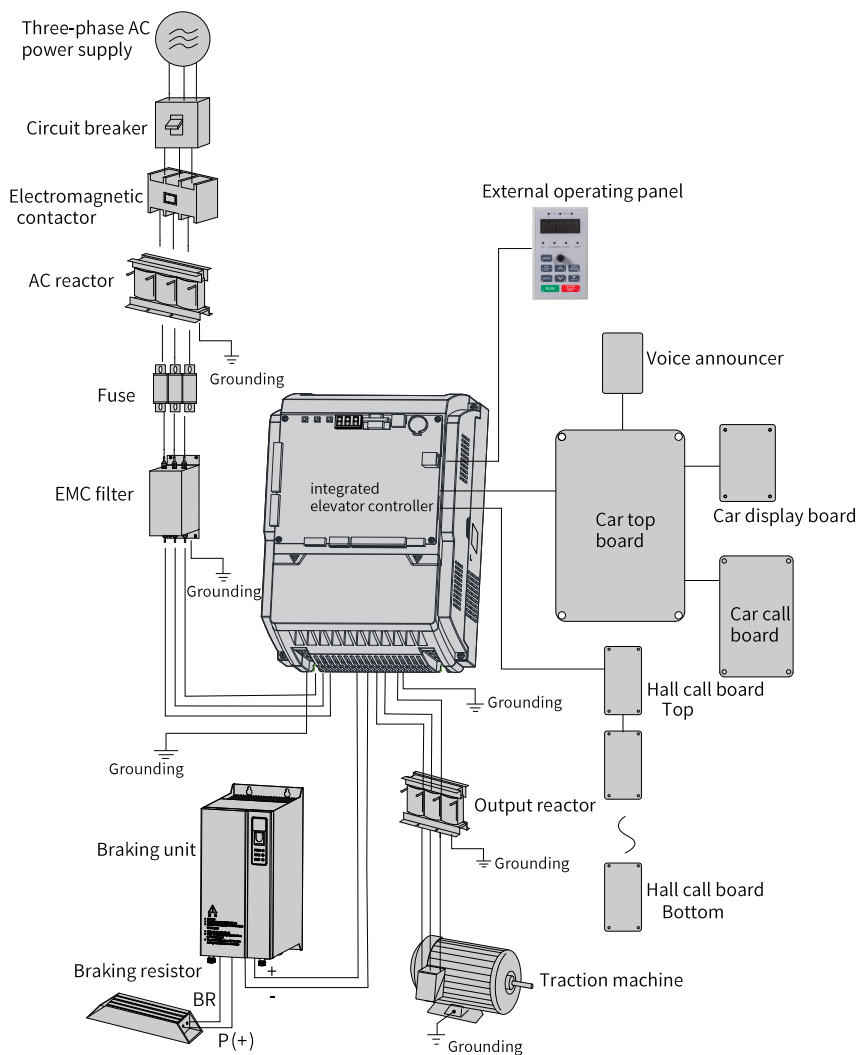 Three-phase AC
power supply
Circuit breaker
Electromagnetic
contactor
External operating panel
AC reactor
Grounding
Voice announcer
Fuse
integrated
elevator controller
EMC filter
Car top
board
Car display board
Grounding
Car call
board
Hall call board
Top
Grounding
Grounding
Output reactor
Braking unit
Grounding
Hall call board
Bottom
Braking resistor
+
-
BR
P(+)
Traction machine
Grounding
RUN